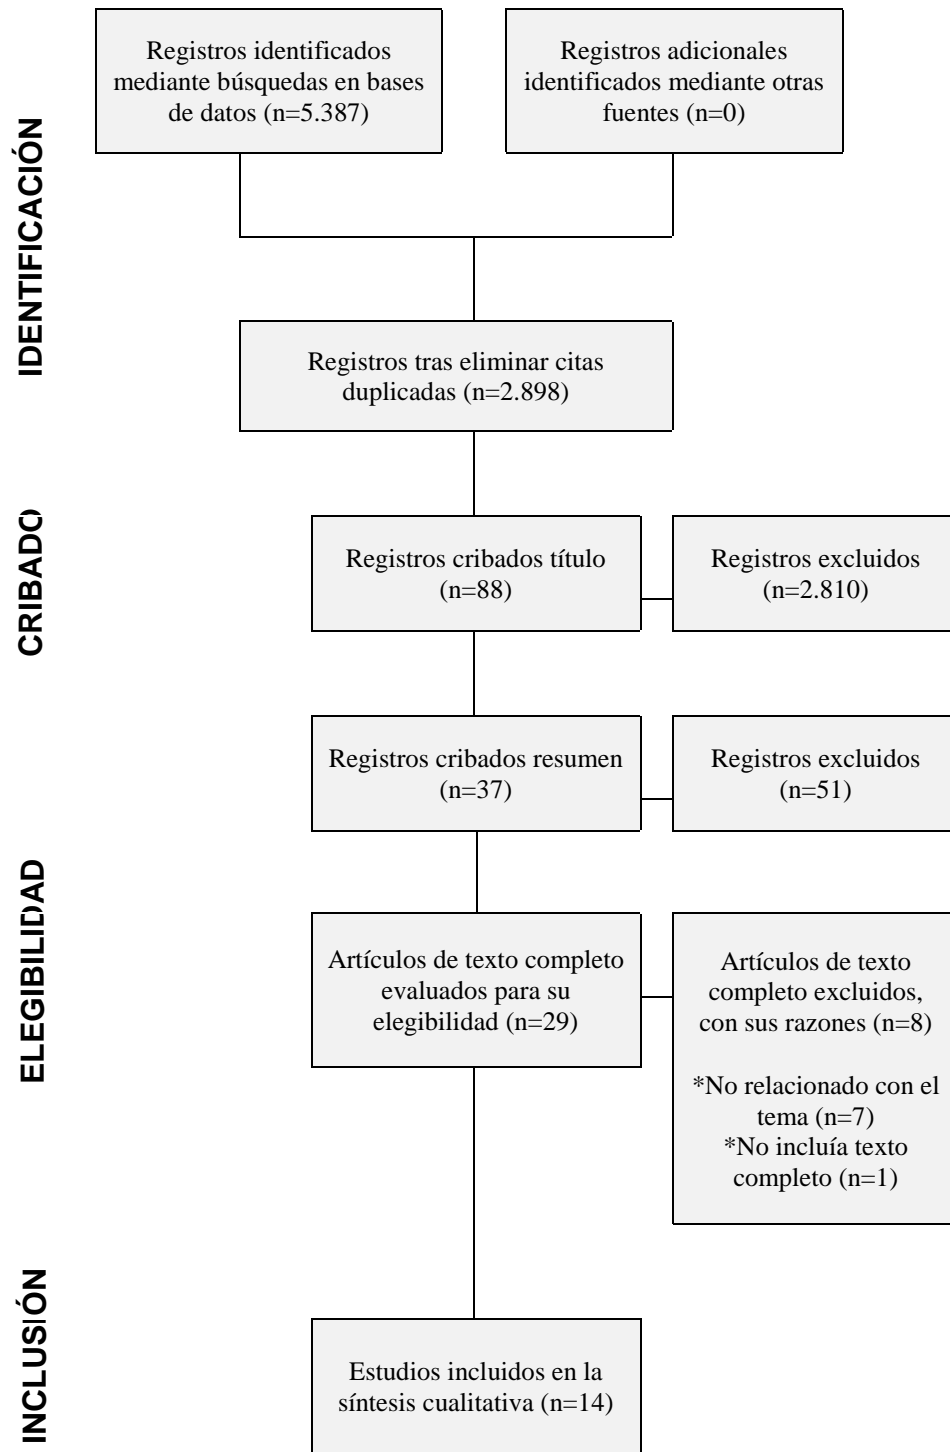 IDENTIFICACIÓN
Registros identificados
mediante búsquedas en bases
de datos (n=5.387)
Registros adicionales
identificados mediante otras
fuentes (n=0)
Registros tras eliminar citas
duplicadas (n=2.898)
CRIBADO
Registros cribados título
(n=88)
Registros excluidos
(n=2.810)
Registros cribados resumen
(n=37)
Registros excluidos
(n=51)
ELEGIBILIDAD
Artículos de texto completo
evaluados para su
elegibilidad (n=29)
Artículos de texto
completo excluidos,
con sus razones (n=8)
*No relacionado con el
tema (n=7)
*No incluía texto
completo (n=1)
INCLUSIÓN
Estudios incluidos en la
síntesis cualitativa (n=14)